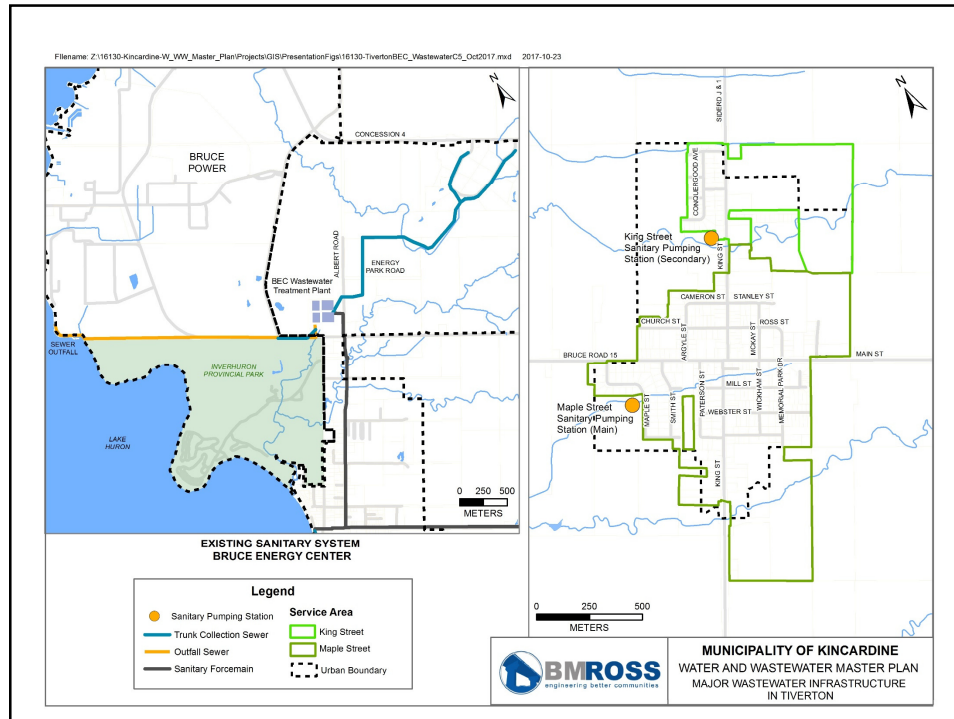 Filename: Z:\16130-Kincardine-W_WW_Master_Plan\Projects\GIS\PresentationFigs\16130-TivertonBEC_WastewaterC5_Oct2017.mxd 2017-10-23
N
CONCESSION 4
BRUCE
POWER
ALBERT ROAD
ENERGY
PARK ROAD
BEC Wastewater
Treatment Plant
SEWER
OUTFALL
INVERHURON
PROVINCIAL PARK
LAKE
HURON
0 250 500
METERS
EXISTING SANITARY SYSTEM
BRUCE ENERGY CENTER
N
SIDERD J & 1
CONQUERGOOD AVE
King Street
Sanitary Pumping
Station (Secondary)
KING ST
CAMERON ST
STANLEY ST
CHURCH ST
ROSS ST
ARGYLE ST
MCKAY ST
BRUCE ROAD 15
MAIN ST
MILL ST
MAPLE ST
SMITH ST
PATERSON ST
WICKHAM ST
MEMORIAL PARK DR
Maple Street
Sanitary Pumping
Station (Main)
WEBSTER ST
KING ST
0 250 500
METERS
Legend
Sanitary Pumping Station
Trunk Collection Sewer
Outfall Sewer
Sanitary Forcemain
Service Area
King Street
Maple Street
Urban Boundary
BMROSS
engineering better communities
MUNICIPALITY OF KINCARDINE
WATER AND WASTEWATER MASTER PLAN
MAJOR WASTEWATER INFRASTRUCTURE
IN TIVERTON